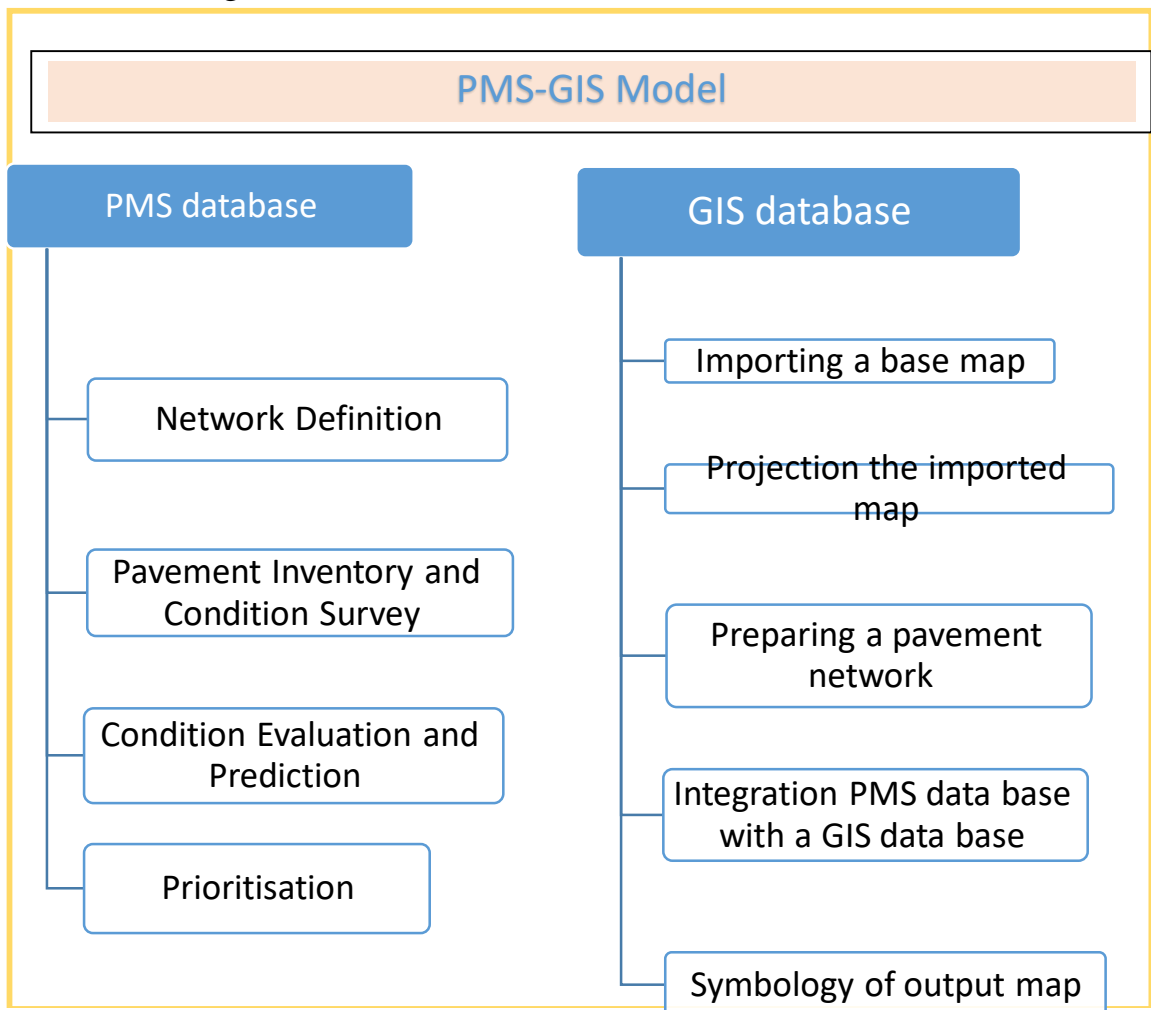 PMS-GIS Model
PMS database
Network Definition
Pavement Inventory and
Condition Survey
Condition Evaluation and
Prediction
Prioritisation
GIS database
Importing a base map
Projection the imported
map
Preparing a pavement
network
Integration PMS data base
with a GIS data base
Symbology of output map